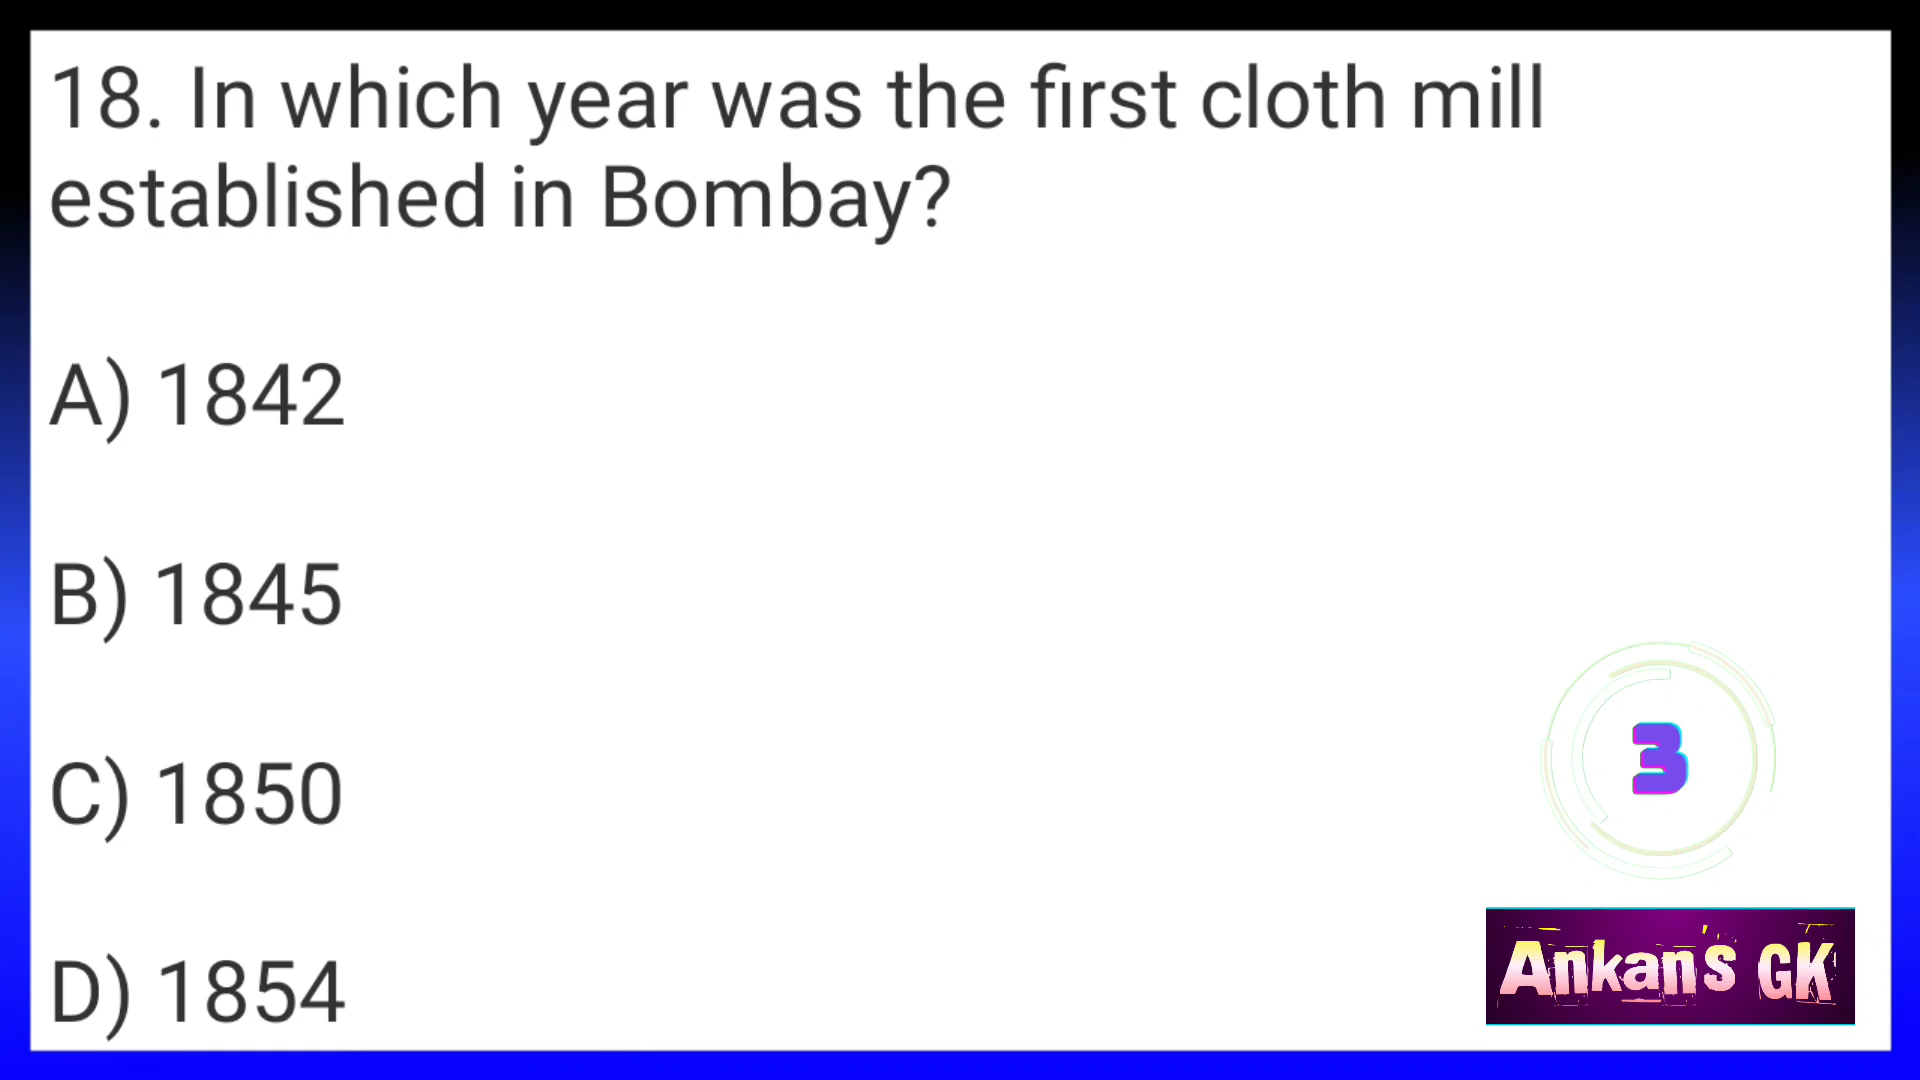 18. In which year was the first cloth mill
established in Bombay?
A) 1842
B) 1845
C) 1850
3
D) 1854
Ankan's GK